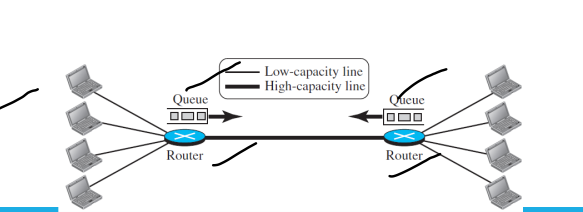 Low-capacity line
High-capacity line
Queue
Queue
Router
Router